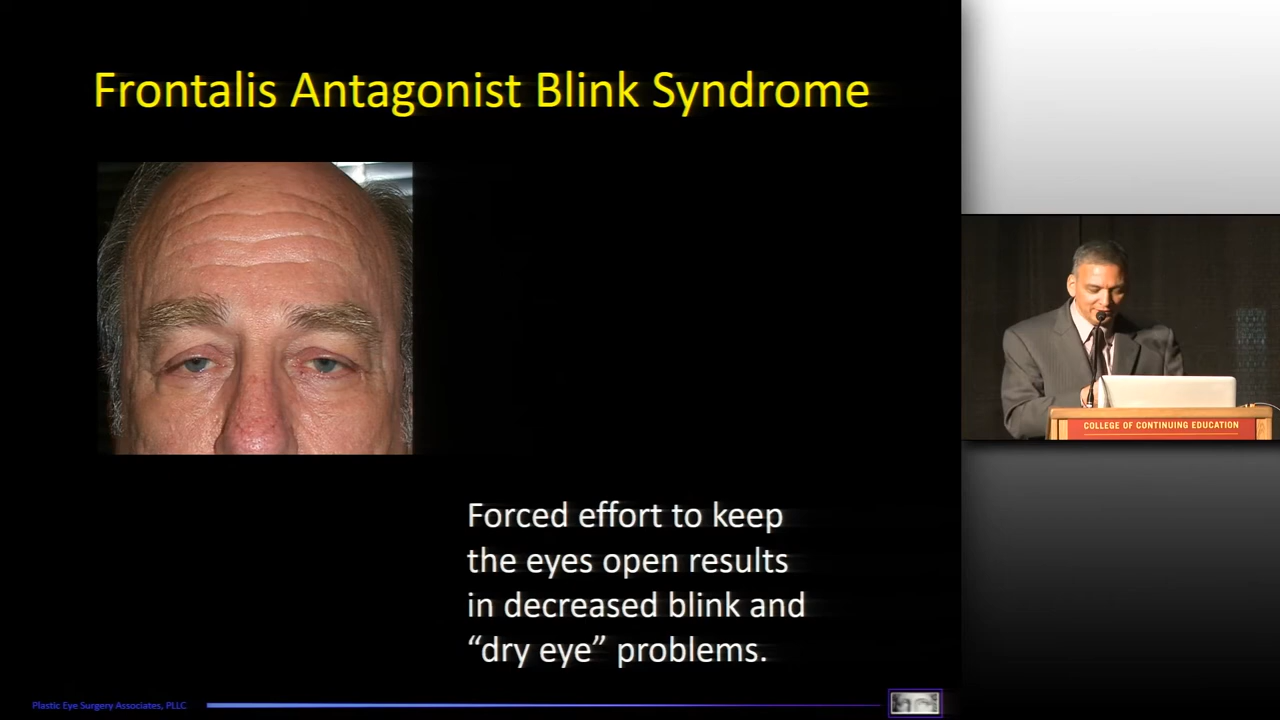 Frontalis Antagonist Blink Syndrome
Forced effort to keep
the eyes open results
in decreased blink and
“dry eye” problems.
Plastic Eye Surgery Associates, PLLC
COLLEGE OF CONTINUING EDUCATION